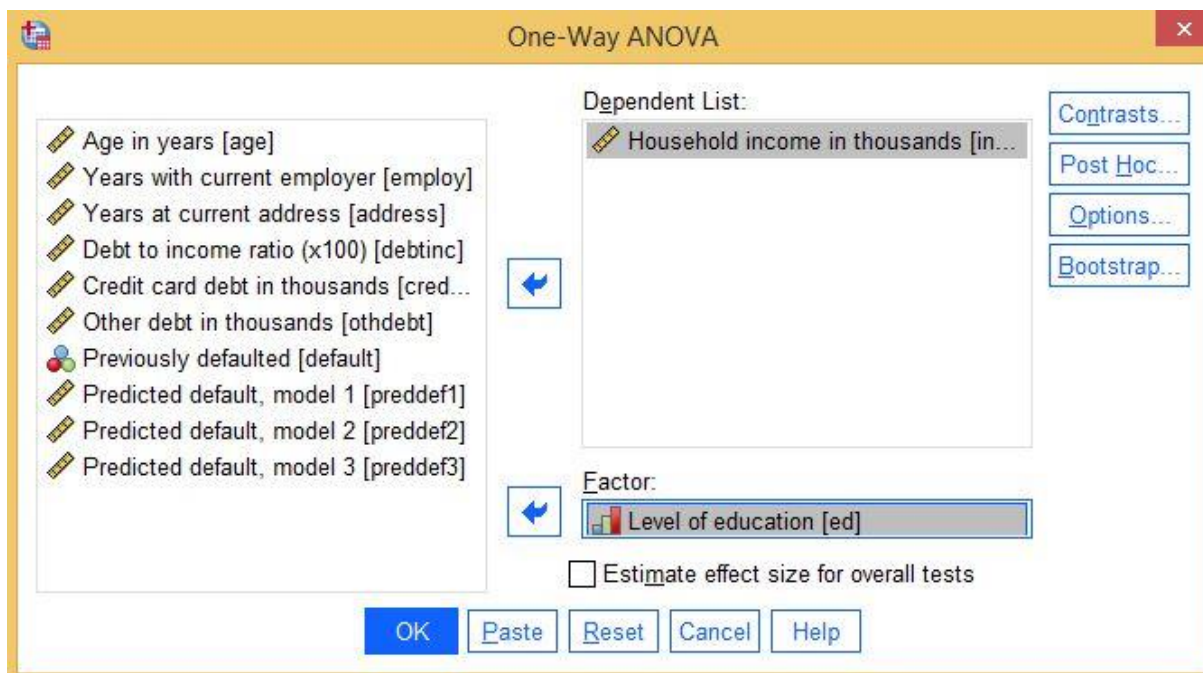 One-Way ANOVA
Age in years [age]
Years with current employer [employ]
Years at current address [address]
Debt to income ratio (x100) [debtinc]
Credit card debt in thousands [cred...
Other debt in thousands [othdebt]
Previously defaulted [default]
Predicted default, model 1 [preddef1]
Predicted default, model 2 [preddef2]
Predicted default, model 3 [preddef3]
Dependent List:
Household income in thousands [in...
Factor:
Level of education [ed]
Estimate effect size for overall tests
Contrasts...
Post Hoc...
Options...
Bootstrap...
OK Paste Reset Cancel Help